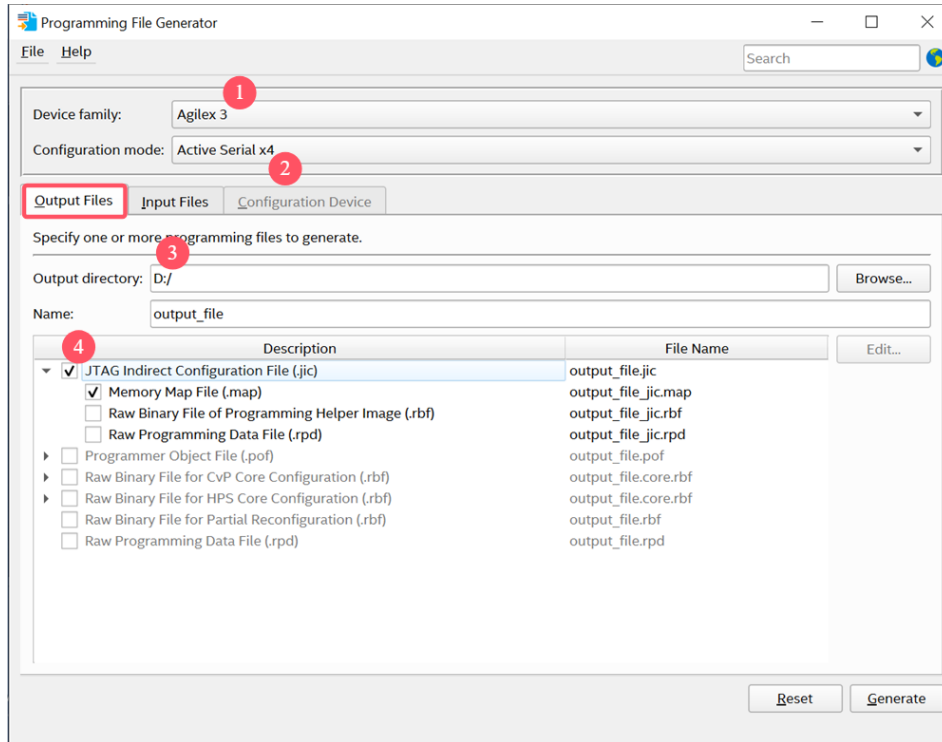 Programming File Generator
File Help
Search
1
Device family: Agilex 3
Configuration mode: Active Serial x4
2
Output Files Input Files Configuration Device
Specify one or more programming files to generate.
3
Output directory: D:/ Browse...
Name: output_file
4
Description File Name Edit...
JTAG Indirect Configuration File (.jic) output_file.jic
Memory Map File (.map) output_file_jic.map
Raw Binary File of Programming Helper Image (.rbf) output_file_jic.rbf
Raw Programming Data File (.rpd) output_file_jic.rpd
Programmer Object File (.pof) output_file.pof
Raw Binary File for CvP Core Configuration (.rbf) output_file.core.rbf
Raw Binary File for HPS Core Configuration (.rbf) output_file.core.rbf
Raw Binary File for Partial Reconfiguration (.rbf) output_file.rbf
Raw Programming Data File (.rpd) output_file.rpd
Reset Generate